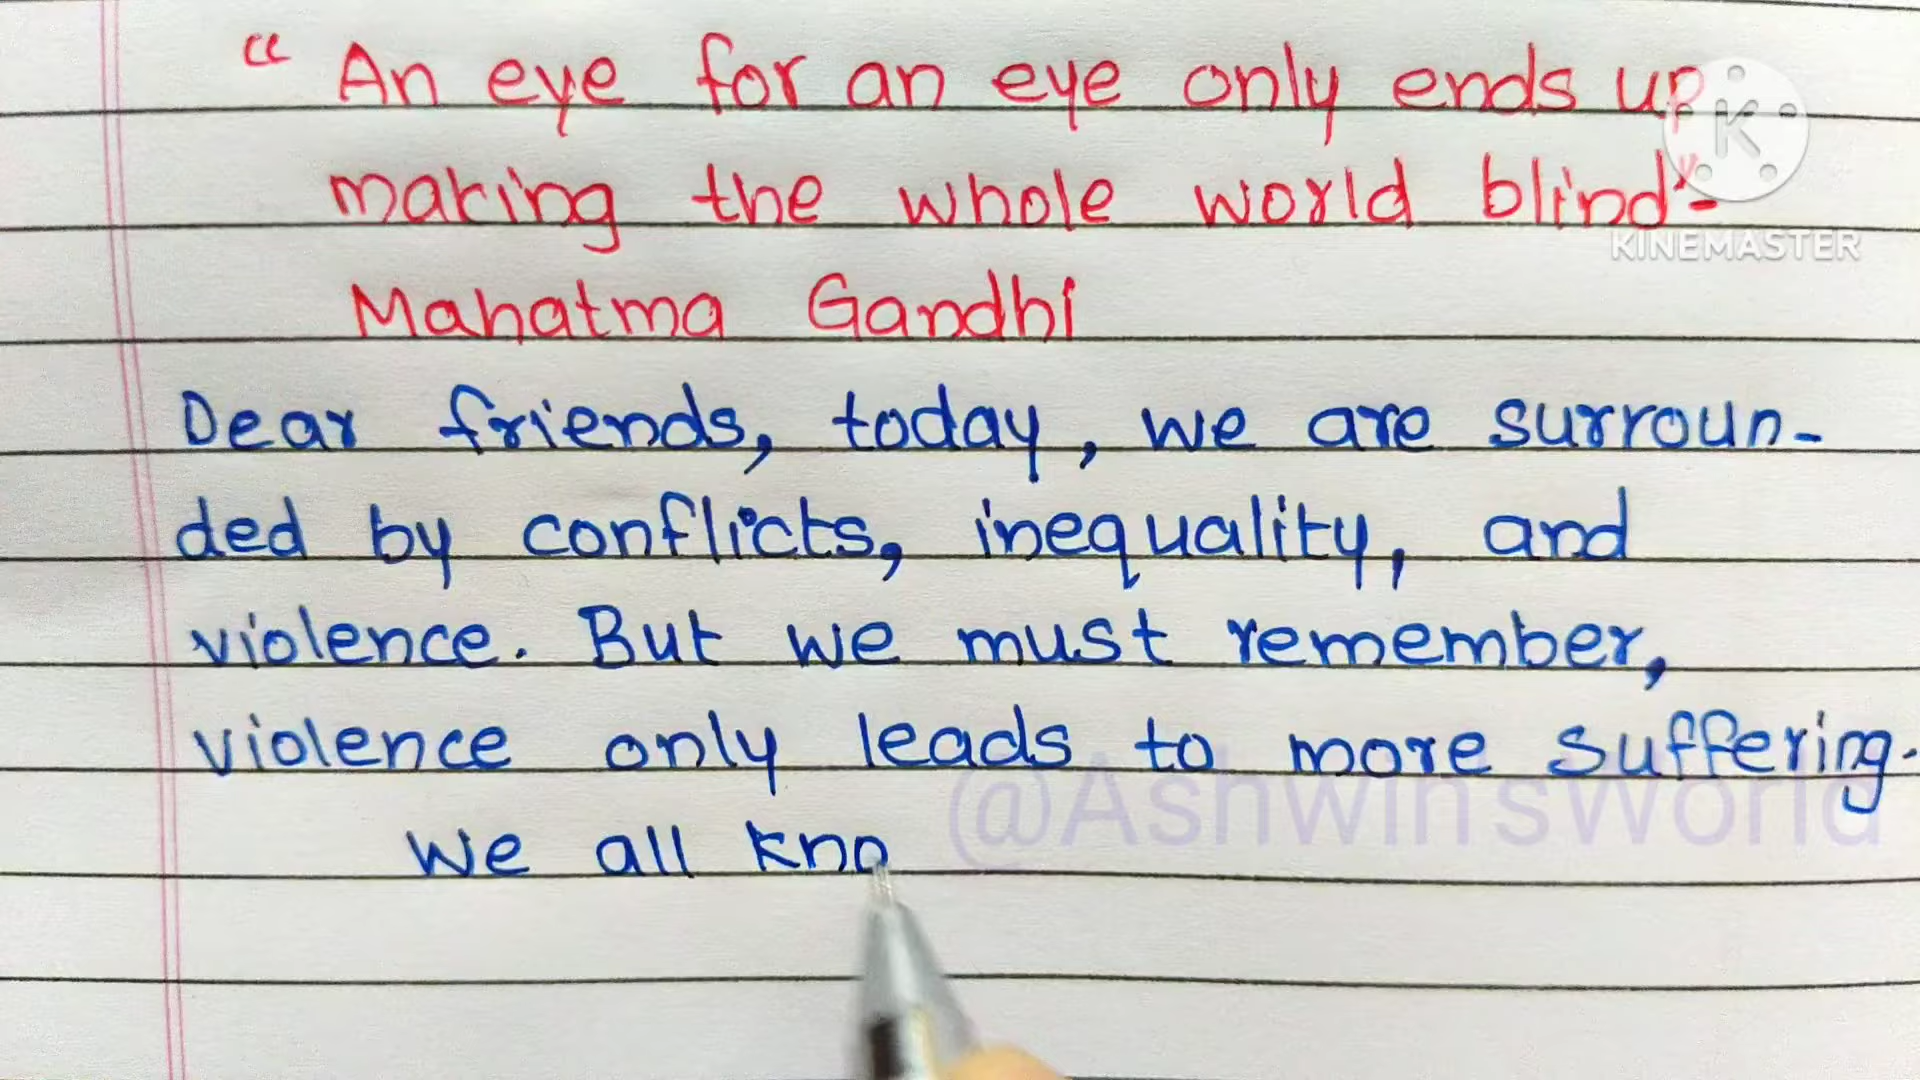 “ An eye for an eye only ends up
making the whole world blind”-
Mahatma Gandhi
Dear friends, today, we are surroun-
ded by conflicts, inequality, and
violence. But we must remember,
violence only leads to more suffering.
We all kno
K
KINEMASTER
@AshwinsWorld